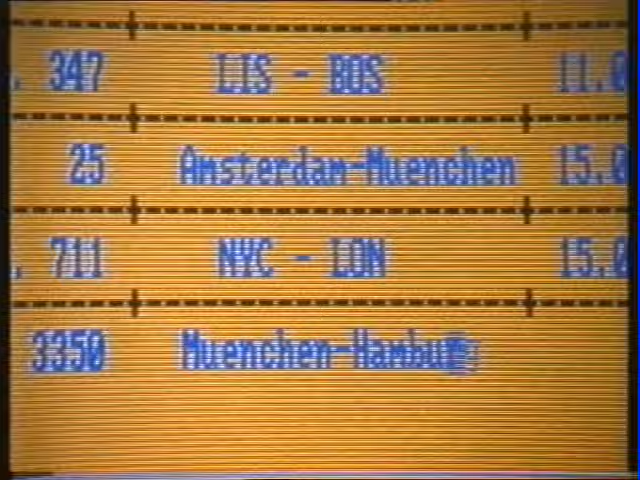 . 347 LIS - BOS 11.0
25 Amsterdam-Muenchen 15.0
. 711 NYC - LON 15.0
3350 Muenchen-Hamburg